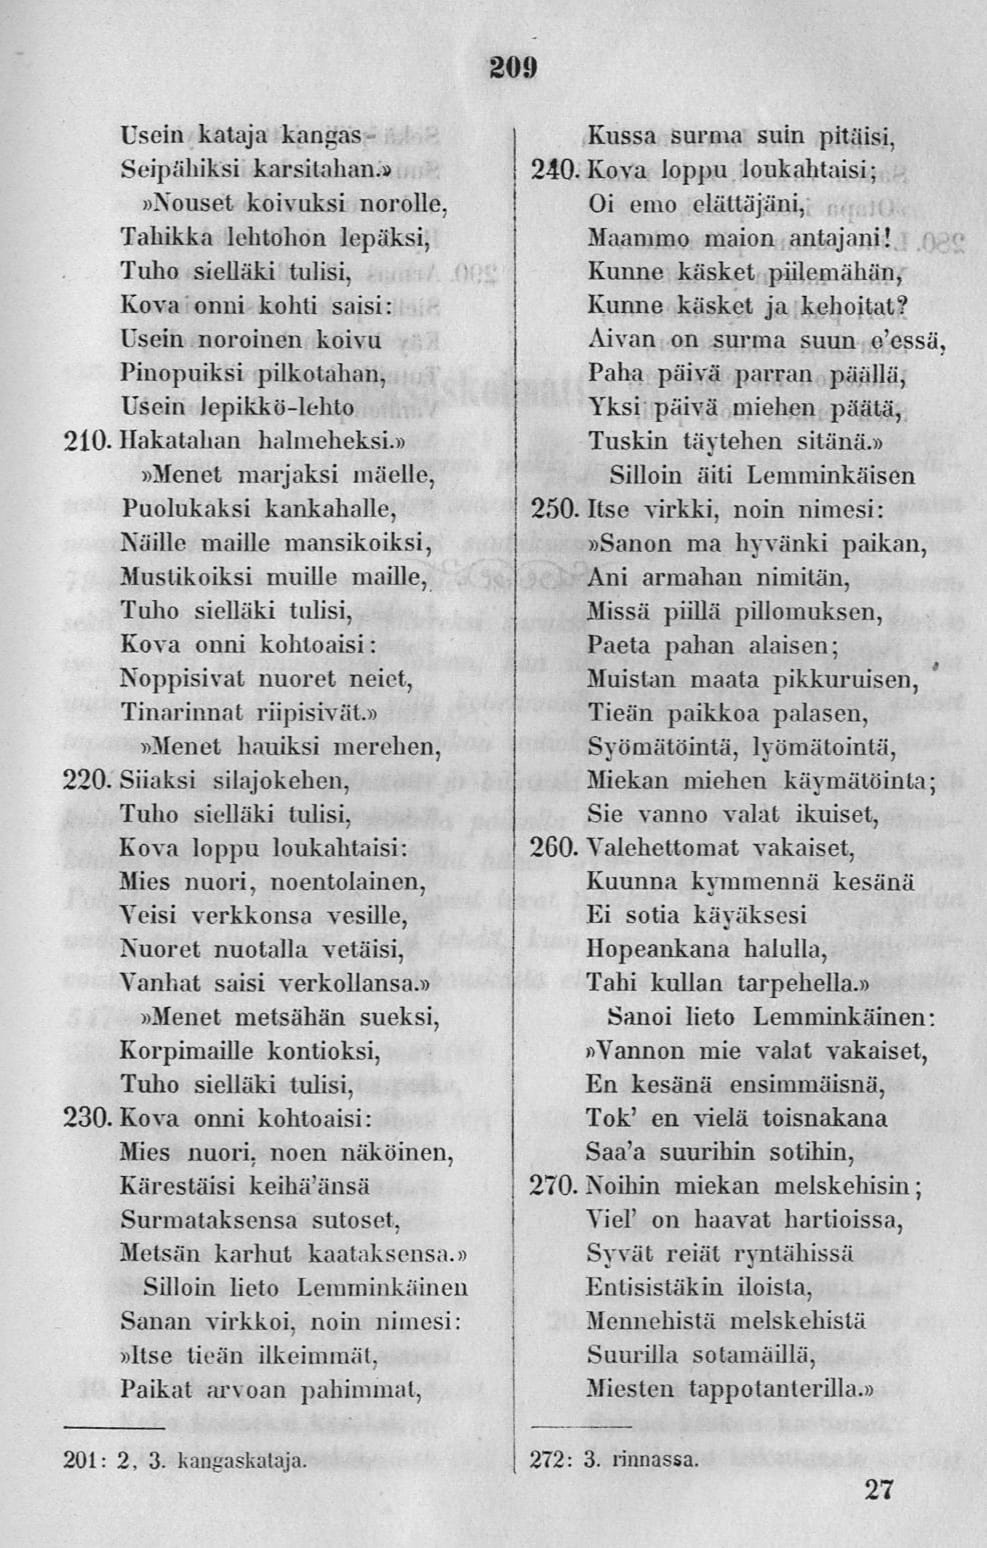 209
Usein kataja kangas
Seipähiksi karsitahan.»
»Nouset koivuksi norolle,
Tahikka lehtohon lepäksi,
Tuho sielläki tulisi,
Kova onni kohti saisi:
Usein noroinen koivu
Pinopuiksi pilkotahan,
Usein lepikkö-lehto
210. Hakatahan halmeheksi.»
»Menet marjaksi mäelle,
Puolukaksi kankahalle,
Näille maille mansikoiksi,
Mustikoiksi muille maille,
Tuho sielläki tulisi,
Kova onni kohtoaisi:
Noppisivat nuoret neiet,
Tinarinnat riipisivät.»
»Menet hauiksi merehen,
220. Siiaksi silajokehen,
Tuho sielläki tulisi,
Kova loppu loukahtaisi:
Mies nuori, noentolainen,
Veisi verkkonsa vesille,
Nuoret nuotalla vetäisi,
Vanhat saisi verkollansa.»
»Menet metsähän sueksi,
Korpimaille kontioksi,
Tuho sielläki tulisi,
230. Kova onni kohtoaisi:
Mies nuori, noen näköinen,
Kärestäisi keihä'änsä
Surmataksensa sutoset,
Metsän karhut kaataksensa.»
Silloin lieto Lemminkäinen
Sanan virkkoi, noin nimesi:
»Itse tieän ilkeimmät,
Paikat arvoan pahimmat,
201: 2, 3. kangaskataja.
Kussa surma suin pitäisi,
240. Kova loppu loukahtaisi;
Oi emo elättäjäni,
Maammo maion antajani!
Kunne käsket piilemähän,
Kunne käsket ja kehoitat?
Aivan on surma suun e'essä,
Paha päivä parran päällä,
Yksi päivä miehen päätä,
Tuskin täytehen sitänä.»
Silloin äiti Lemminkäisen
250. Itse virkki, noin nimesi:
»Sanon ma hyvänki paikan,
Ani armahan nimitän,
Missä piillä pillomuksen,
Paeta pahan alaisen;
Muistan maata pikkuruisen,
Tieän paikkoa palasen,
Syömätöintä, lyömätointä,
Miekan miehen käymätöinta;
Sie vanno valat ikuiset,
260. Valehettomat vakaiset,
Kuunna kymmennä kesänä
Ei sotia käyäksesi
Hopeankana halulla,
Tahi kullan tarpehella.»
Sanoi lieto Lemminkäinen:
»Vannon mie valat vakaiset,
En kesänä ensimmäisnä,
Tok' en vielä toisnakana
Saa'a suurihin sotihin,
270. Noihin miekan melskehisin;
Viel' on haavat hartioissa,
Syvät reiät ryntähissä
Entisistäkin iloista,
Mennehistä melskehistä
Suurilla sotamäillä,
Miesten tappotanterilla.»
272: 3. rinnassa.
27